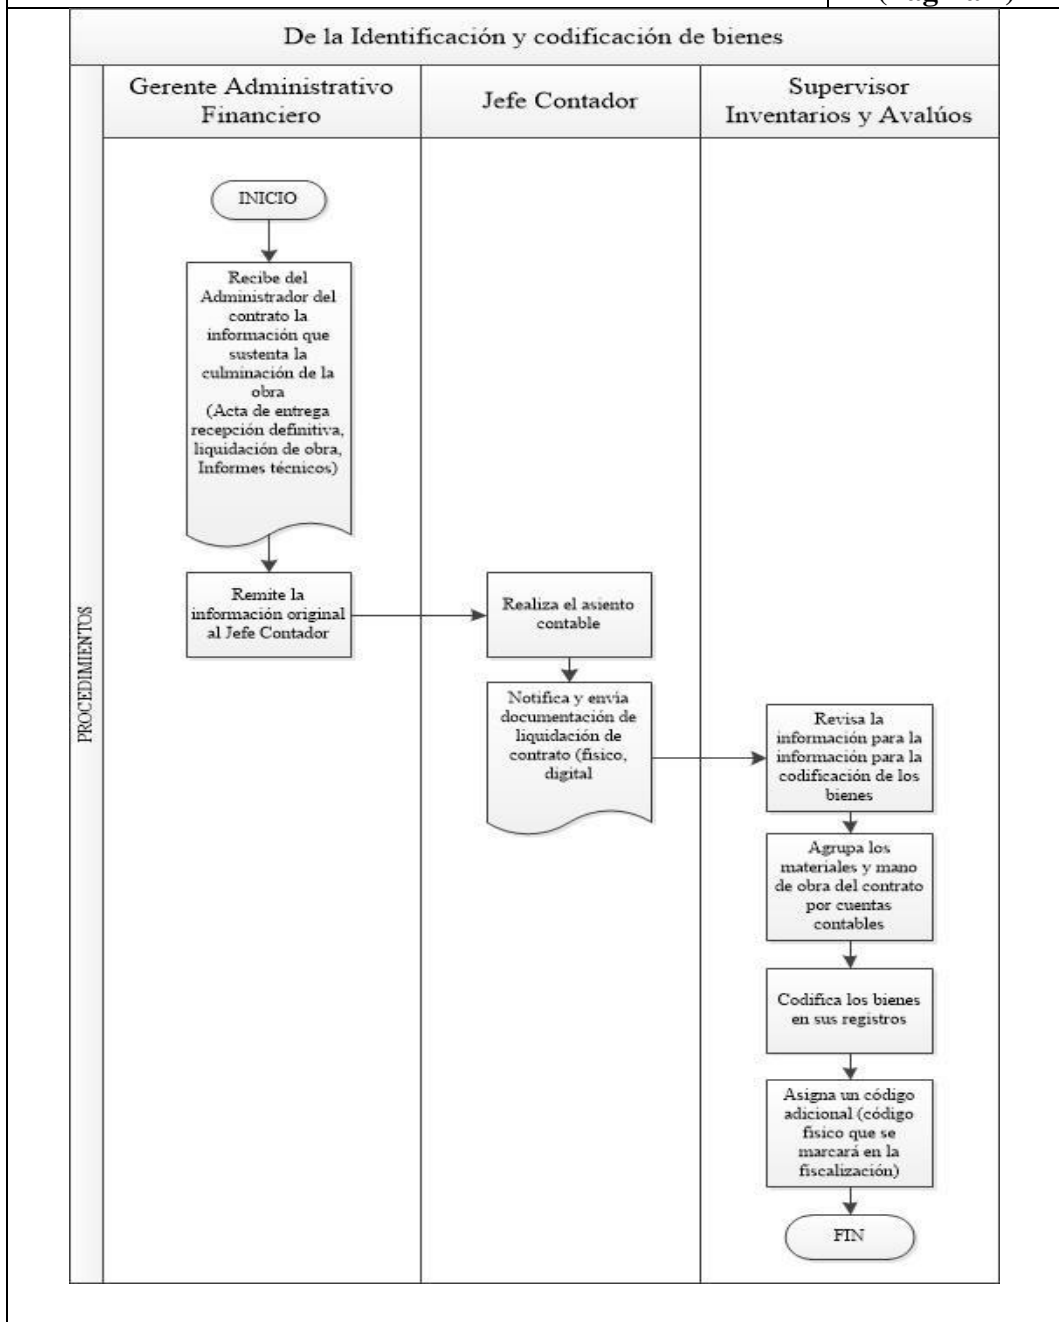 De la Identificación y codificación de bienes
Gerente Administrativo
Financiero
Jefe Contador
Supervisor
Inventarios y Avalúos
PROCEDIMIENTOS
INICIO
Recibe del
Administrador del
contrato la
información que
sustenta la
culminación de la
obra
(Acta de entrega
recepción definitiva,
liquidación de obra,
Informes técnicos)
Remite la
información original
al Jefe Contador
Realiza el asiento
contable
Notifica y envía
documentación de
liquidación de
contrato (físico,
digital
Revisa la
información para la
información para la
codificación de los
bienes
Agrupa los
materiales y mano
de obra del contrato
por cuentas
contables
Codifica los bienes
en sus registros
Asigna un código
adicional (código
físico que se
marcará en la
fiscalización)
FIN